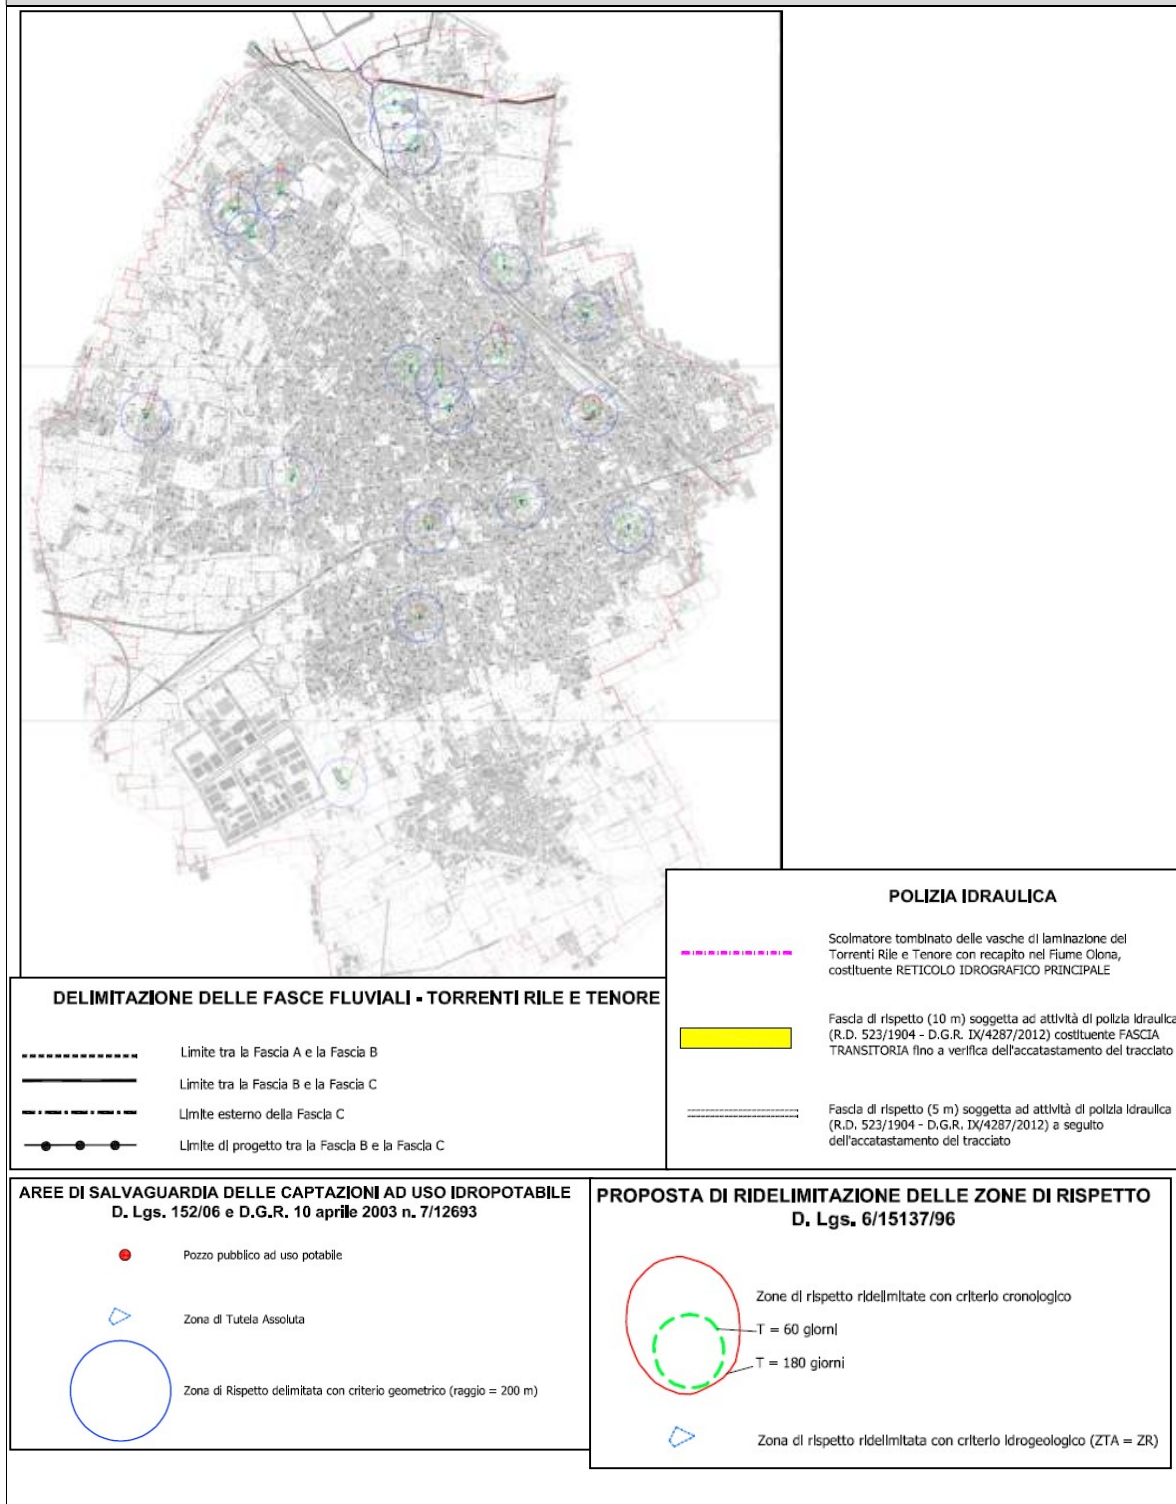 POLIZIA IDRAULICA
Scolmatore tombinato delle vasche di laminazione dei
Torrenti Rile e Tenore con recapito nel Fiume Olona,
costituente RETICOLO IDROGRAFICO PRINCIPALE
Fascia di rispetto (10 m) soggetta ad attività di polizia idraulica
(R.D. 523/1904 - D.G.R. IX/4287/2012) costituente FASCIA
TRANSITORIA fino a verifica dell'accatastamento del tracciato
Fascia di rispetto (5 m) soggetta ad attività di polizia idraulica
(R.D. 523/1904 - D.G.R. IX/4287/2012) a seguito
dell'accatastamento del tracciato
DELIMITAZIONE DELLE FASCE FLUVIALI - TORRENTI RILE E TENORE
Limite tra la Fascia A e la Fascia B
Limite tra la Fascia B e la Fascia C
Limite esterno della Fascia C
Limite di progetto tra la Fascia B e la Fascia C
AREE DI SALVAGUARDIA DELLE CAPTAZIONI AD USO IDROPOTABILE
D. Lgs. 152/06 e D.G.R. 10 aprile 2003 n. 7/12693
Pozzo pubblico ad uso potabile
Zona di Tutela Assoluta
Zona di Rispetto delimitata con criterio geometrico (raggio = 200 m)
PROPOSTA DI RIDELIMITAZIONE DELLE ZONE DI RISPETTO
D. Lgs. 6/15137/96
Zone di rispetto ridelimitate con criterio cronologico
T = 60 giorni
T = 180 giorni
Zona di rispetto ridelimitata con criterio idrogeologico (ZTA = ZR)